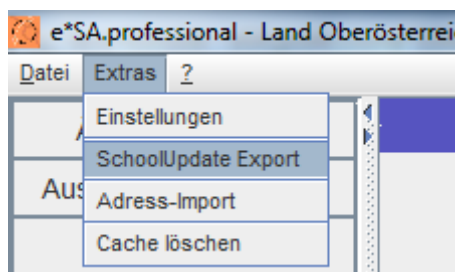 e*SA.professional - Land Oberösterrei
Datei Extras ?
Einstellungen
SchoolUpdate Export
Aus
Adress-Import
Cache löschen